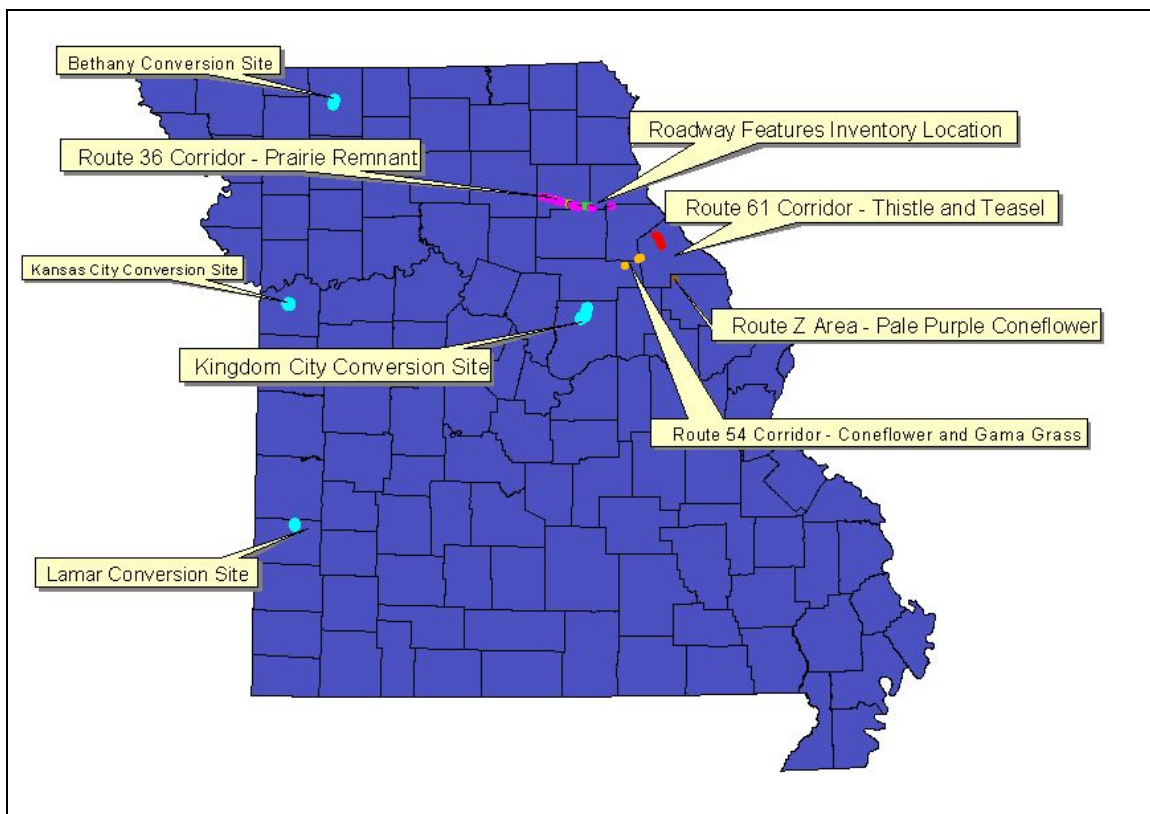 Bethany Conversion Site
Roadway Features Inventory Location
Route 36 Corridor - Prairie Remnant
Route 61 Corridor - Thistle and Teasel
Kansas City Conversion Site
Route Z Area - Pale Purple Coneflower
Kingdom City Conversion Site
Route 54 Corridor - Coneflower and Gama Grass
Lamar Conversion Site